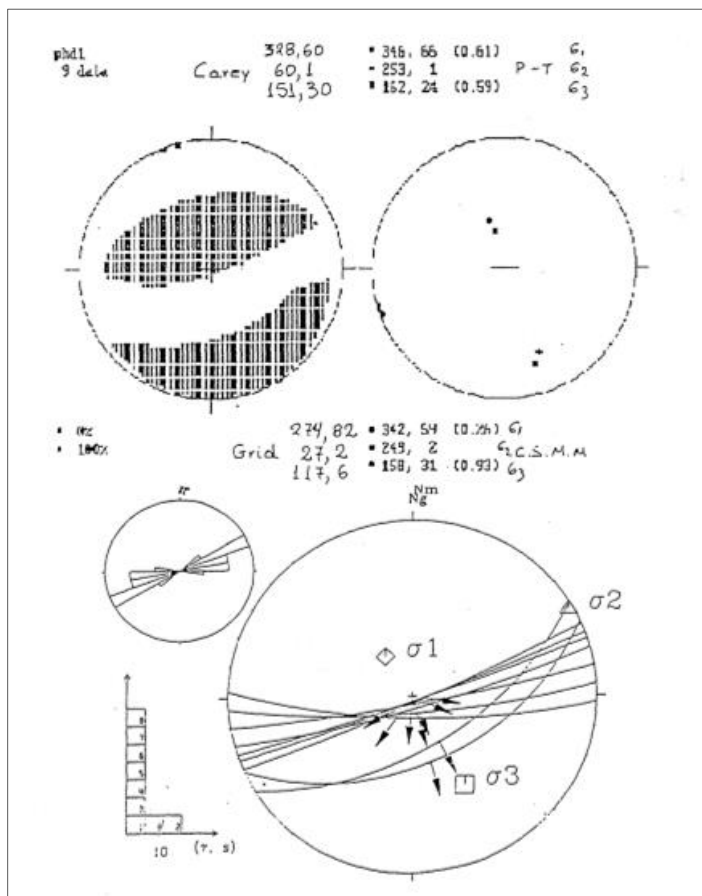 phd1 328,60 346, 66 (0.61) σ1
9 data Carey 60,1 253, 1 P-T σ2
151,30 162, 24 (0.59) σ3
0%
100%
274,82 342, 54 σ1
Grid 27,2 249, 2 σ2 C.S.M.M
117,6 158, 31 (0.93) σ3
Nm
Ng
σ2
σ1
σ3
10 (r, s)